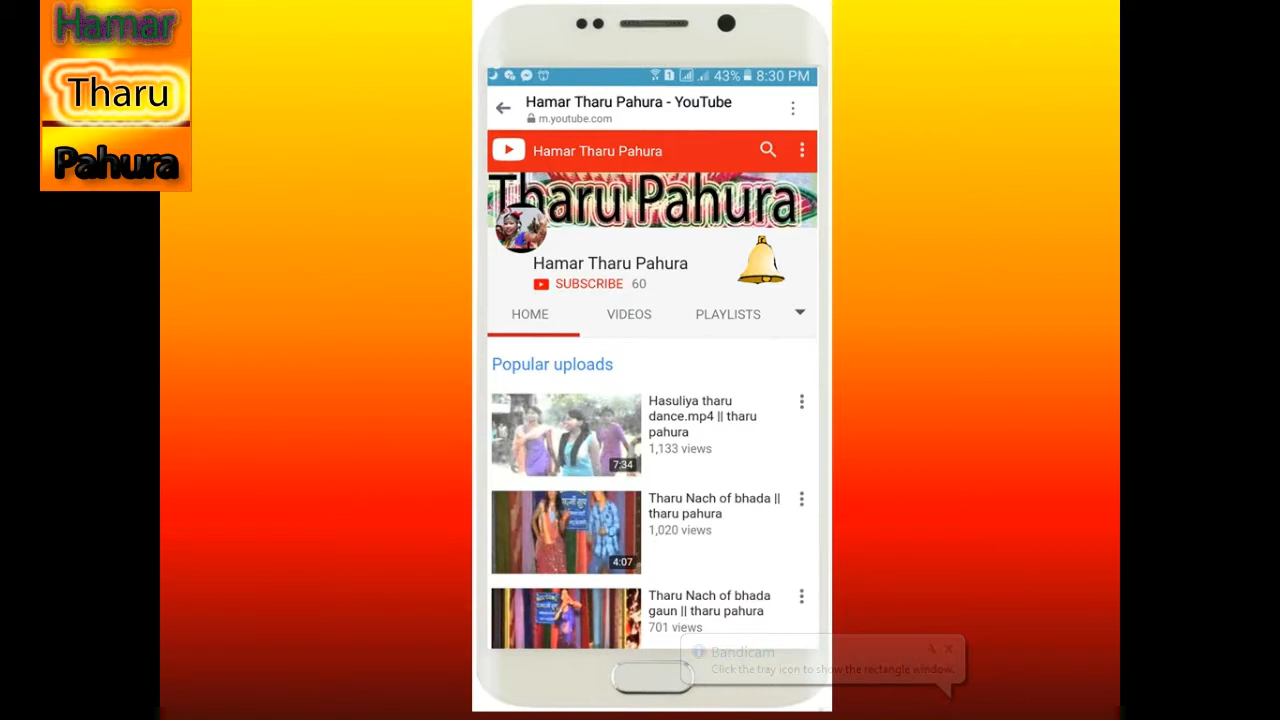 Hamar
Tharu
Pahura
43% 8:30 PM
Hamar Tharu Pahura - YouTube
m.youtube.com
Hamar Tharu Pahura
Tharu Pahura
Hamar Tharu Pahura
SUBSCRIBE 60
HOME VIDEOS PLAYLISTS
Popular uploads
Hasuliya tharu
dance.mp4 || tharu
pahura
1,133 views
7:34
Tharu Nach of bhada ||
tharu pahura
1,020 views
4:07
Tharu Nach of bhada
gaun || tharu pahura
701 views
Bandicam
Click the tray icon to show the rectangle window.